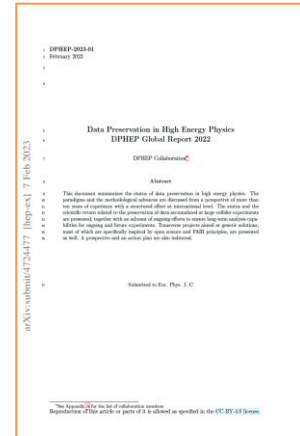 DPHEP-2023-01
February 2023
Data Preservation in High Energy Physics
DPHEP Global Report 2022
DPHEP Collaboration
Abstract
This document summarizes the status of data preservation in high energy physics. The
paradigms and the methodological advances are discussed from a perspective of more than
ten years of experience with a structured effort at international level. The status and the
scientific return related to the preservation of data accumulated at large collider experiments
are presented, together with an account of ongoing efforts to ensure long-term analysis capa-
bilities for ongoing and future experiments. Transverse projects aimed at generic solutions,
most of which are specifically inspired by open science and FAIR principles, are presented
as well. A prospective and an action plan are also indicated.
Submitted to Eur. Phys. J. C
See Appendix A for the list of collaboration members
Reproduction of this article or parts of it is allowed as specified in the CC-BY-4.0 license.
arXiv:submit/4724477 [hep-ex] 7 Feb 2023